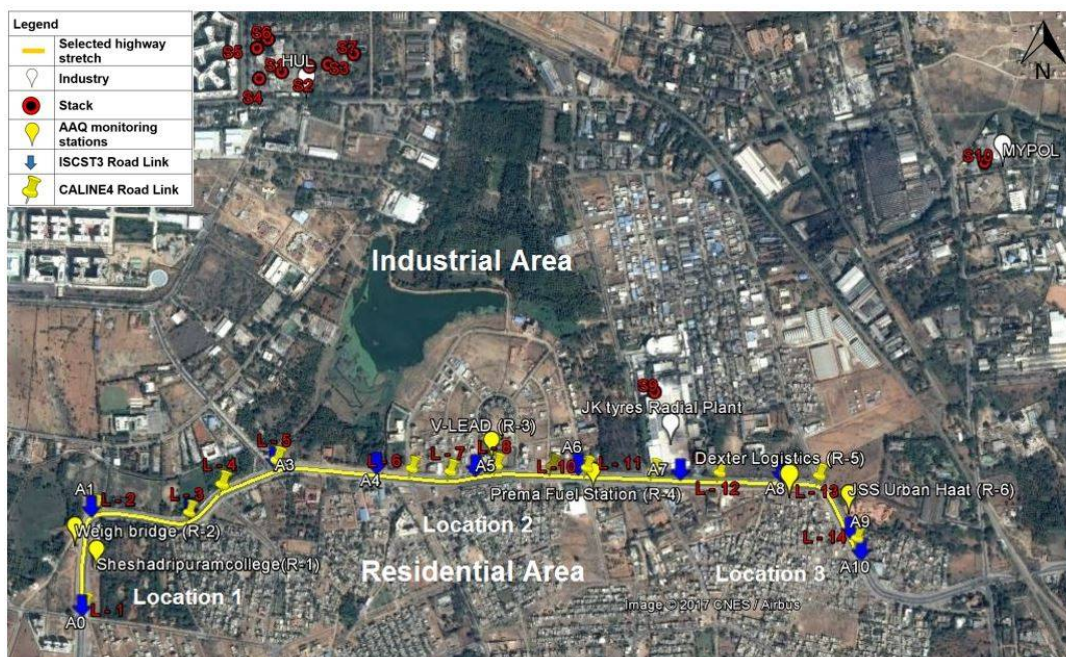 Legend
Selected highway
stretch
Industry
Stack
AAQ monitoring
stations
ISCST3 Road Link
CALINE4 Road Link
S6
S5
S7
HUL
S1
S3
S4
S2
N
MYPOL
S10
Industrial Area
S9
JK tyres Radial Plant
V-LEAD (R-3)
L - 5
A3
L - 6
A4
L - 7
A5
L - 8
A6
L - 10
L - 11
A7
Dexter Logistics (R-5)
L - 4
A1
L - 2
L - 3
Prema Fuel Station (R-4)
L - 12
A8
L - 13
JSS Urban Haat (R-6)
Weigh bridge (R-2)
Location 2
A9
L - 14
Sheshadripuramcollege(R-1)
Residential Area
Location 3
A10
Location 1
L - 1
A0
Image © 2017 CNES / Airbus